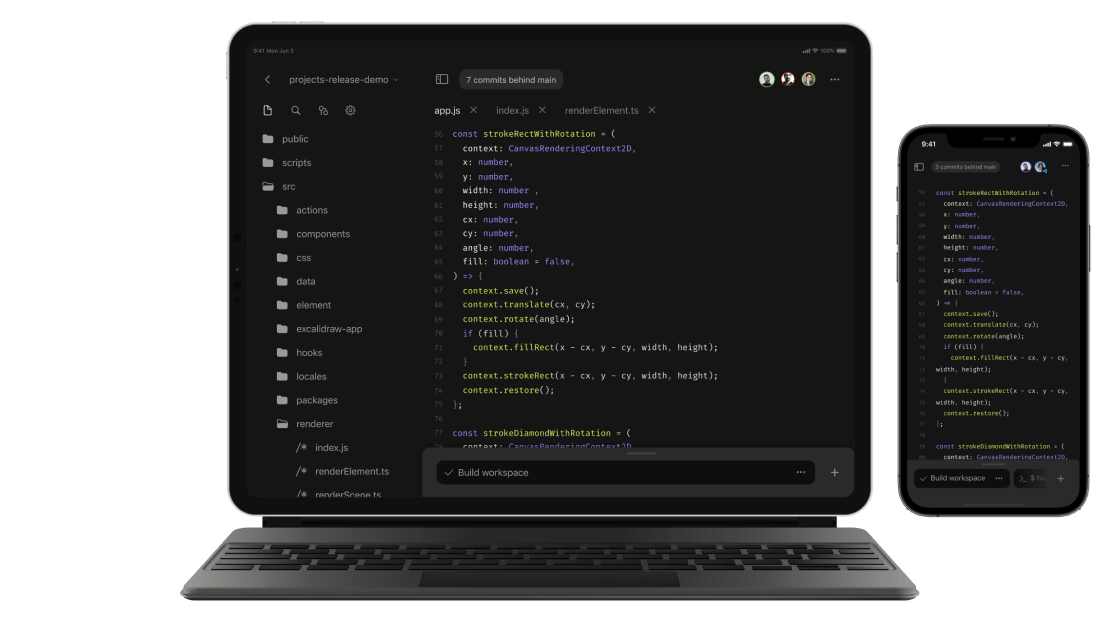 9:41 Mon Jun 3
100%
projects-release-demo
7 commits behind main
app.js
index.js
renderElement.ts
public
scripts
src
actions
components
css
data
element
excalidraw-app
hooks
locales
packages
renderer
/* index.js
/* renderElement.ts
/* renderScene.ts
56 const strokeRectWithRotation = (
57 context: CanvasRenderingContext2D,
58 x: number,
59 y: number,
60 width: number ,
61 height: number,
62 cx: number,
63 cy: number,
64 angle: number,
65 fill: boolean = false,
66 ) => {
67 context.save();
68 context.translate(cx, cy);
69 context.rotate(angle);
70 if (fill) {
71 context.fillRect(x - cx, y - cy, width, height);
72 }
73 context.strokeRect(x - cx, y - cy, width, height);
74 context.restore();
75 };
76
77 const strokeDiamondWithRotation = (
78 context: CanvasRenderingContext2D
Build workspace
9:41
3 commits behind main
56 const strokeRectWithRotation = (
57 context: CanvasRenderingContext2D,
58 x: number,
59 y: number,
60 width: number,
61 height: number,
62 cx: number,
63 cy: number,
64 angle: number,
65 fill: boolean = false,
66 ) => {
67 context.save();
68 context.translate(cx, cy);
69 context.rotate(angle);
70 if (fill) {
71 context.fillRect(x - cx, y - cy,
72 width, height);
73 }
74 context.strokeRect(x - cx, y - cy,
75 width, height);
76 context.restore();
77 };
78
const strokeDiamondWithRotation = (
context: CanvasRenderingContext2D,
Build workspace
$ N